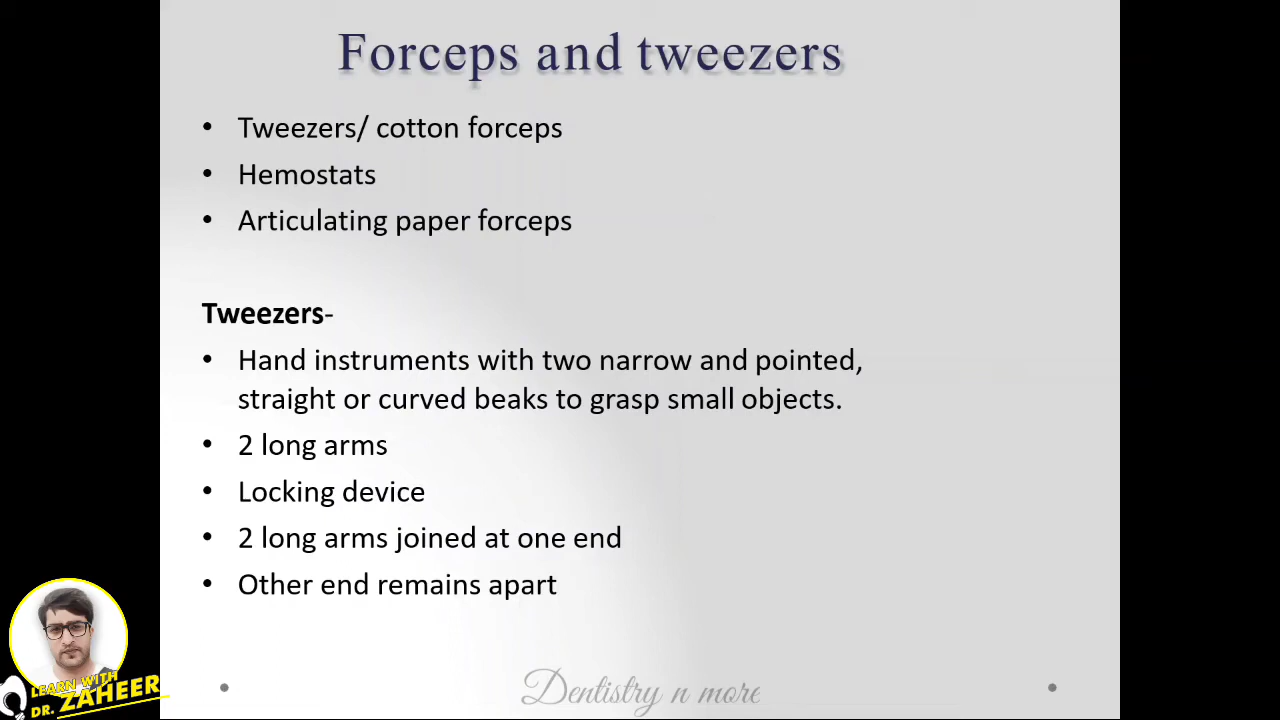 Forceps and tweezers
• Tweezers/ cotton forceps
• Hemostats
• Articulating paper forceps
Tweezers-
• Hand instruments with two narrow and pointed,
straight or curved beaks to grasp small objects.
• 2 long arms
• Locking device
• 2 long arms joined at one end
• Other end remains apart
LEARN WITH
DR. ZAHEER
Dentistry n more